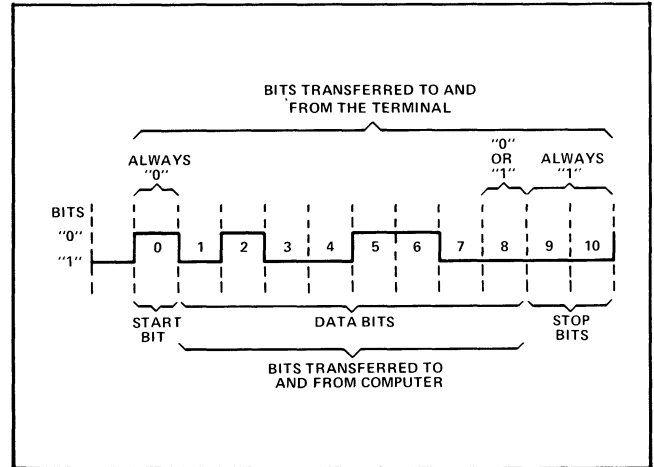 BITS TRANSFERRED TO AND
FROM THE TERMINAL
ALWAYS
"0"
"0"
OR
"1"
ALWAYS
"1"
BITS
"0"
"1"
0 1 2 3 4 5 6 7 8 9 10
START
BIT
DATA BITS
STOP
BITS
BITS TRANSFERRED TO
AND FROM COMPUTER